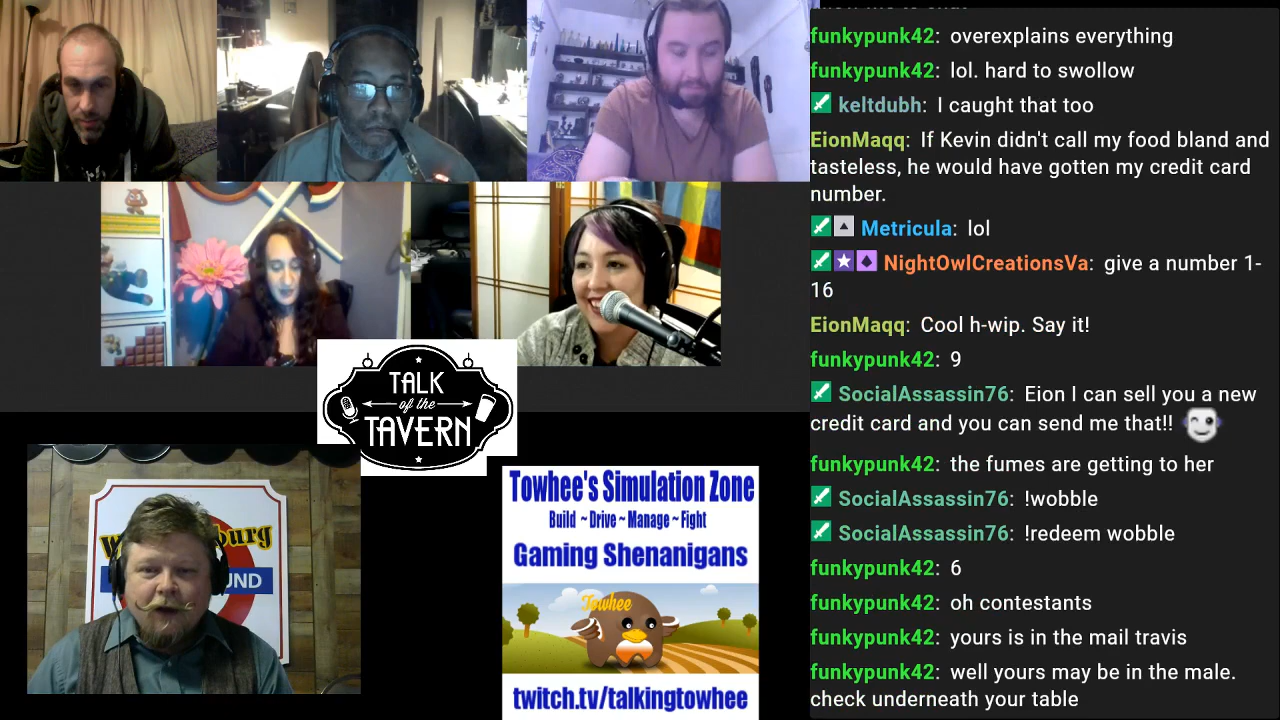 funkypunk42: overexplains everything
funkypunk42: lol. hard to swollow
keltdubh: I caught that too
EionMaqq: If Kevin didn't call my food bland and
tasteless, he would have gotten my credit card
number.
Metricula: lol
NightOwlCreationsVa: give a number 1-
16
EionMaqq: Cool h-wip. Say it!
funkypunk42: 9
SocialAssassin76: Eion I can sell you a new
credit card and you can send me that!!
funkypunk42: the fumes are getting to her
SocialAssassin76: !wobble
SocialAssassin76: !redeem wobble
funkypunk42: 6
funkypunk42: oh contestants
funkypunk42: yours is in the mail travis
funkypunk42: well yours may be in the male.
check underneath your table
TALK
of the
TAVERN
Towhee's Simulation Zone
Build ~ Drive ~ Manage ~ Fight
Gaming Shenanigans
Towhee
twitch.tv/talkingtowhee